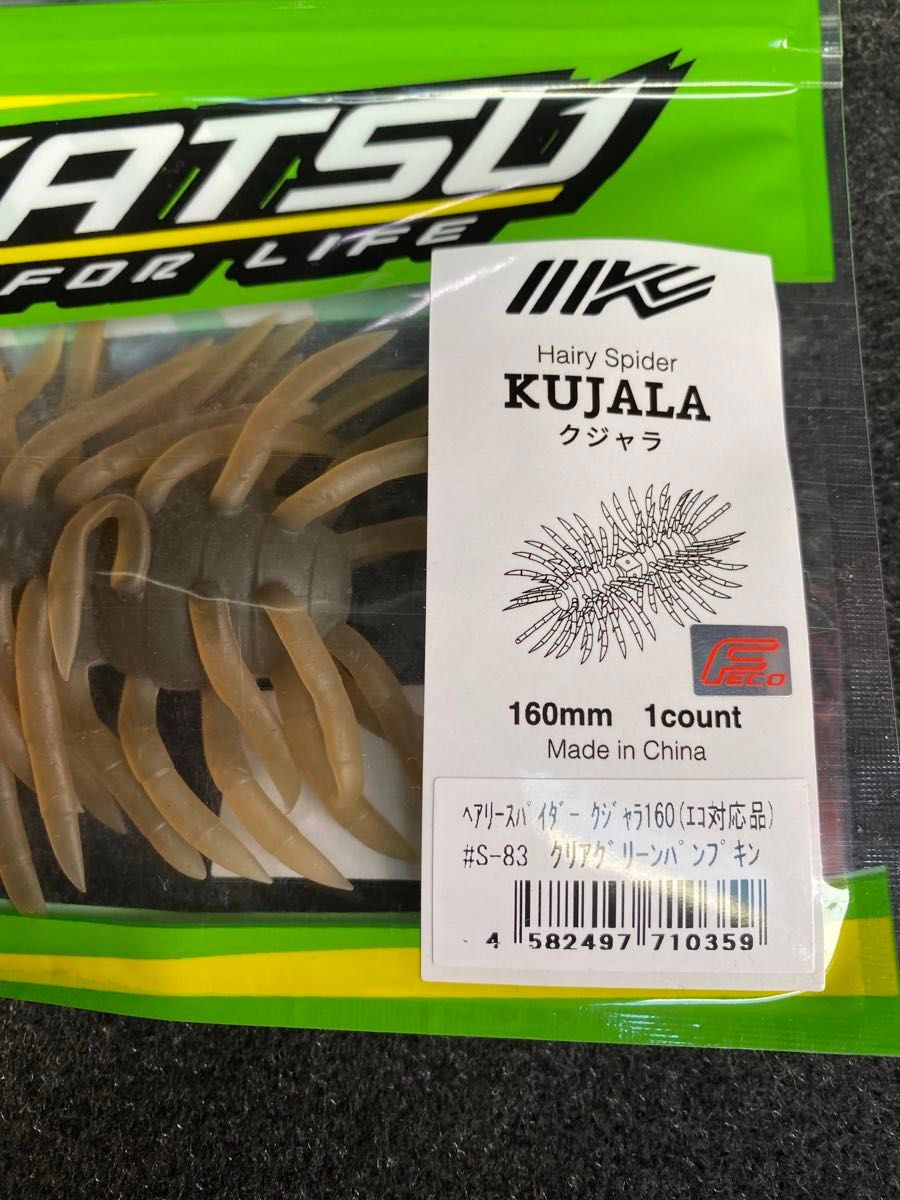 KATSU
FOR LIFE
Hairy Spider
KUJALA
クジャラ
FECO
160mm 1count
Made in China
ﾍｱﾘｰｽﾊﾟｲﾀﾞｰ ｸｼﾞｬﾗ160(ｴｺ対応品)
#S-83 ｸﾘｱｸﾞﾘｰﾝﾊﾟﾝﾌﾟｷﾝ
4 582497 710359